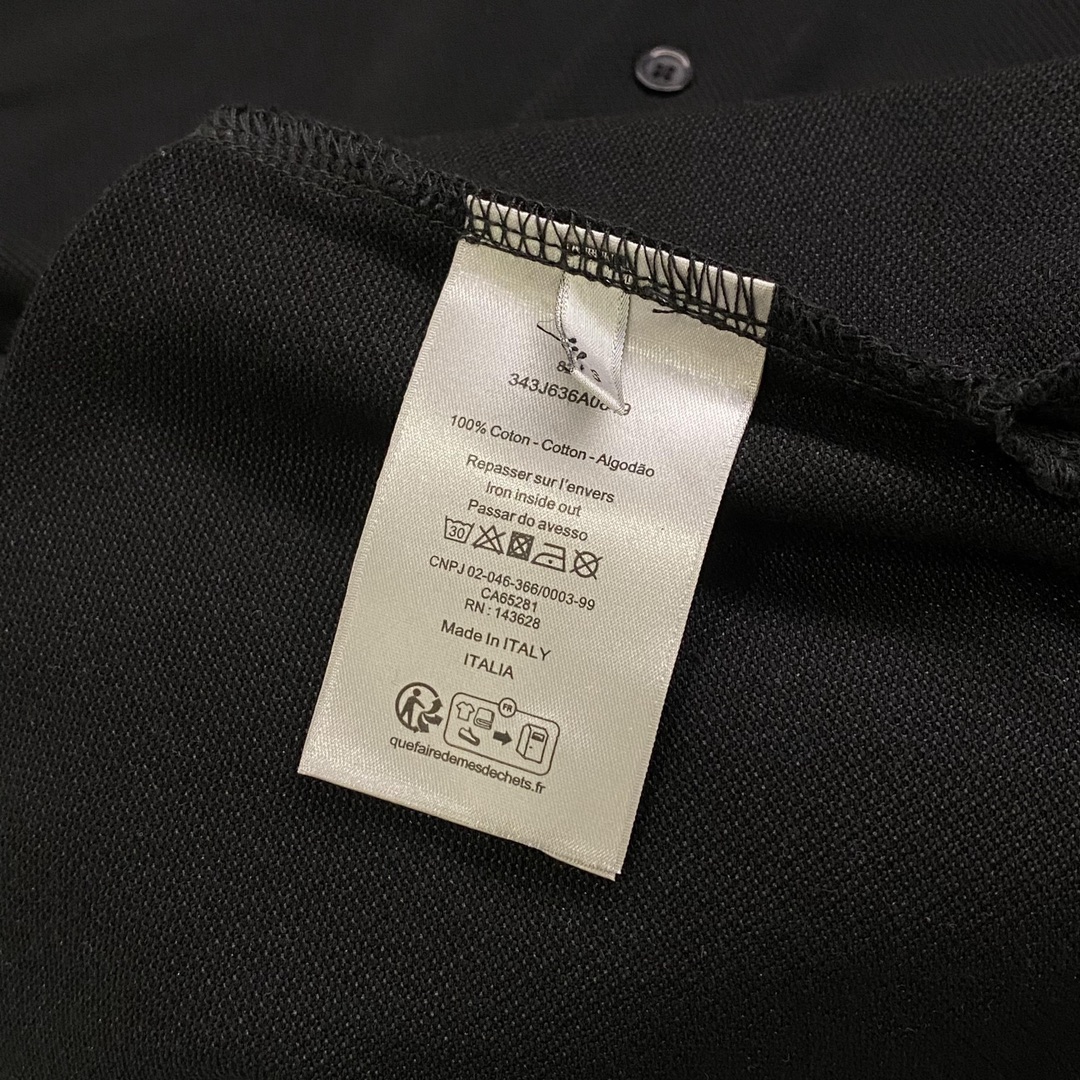 100% Coton - Cotton - Algodão
Repasser sur l'envers
Iron inside out
Passar do avesso
30
CNPJ 02-046-366/0003-99
CA65281
RN : 143628
Made In ITALY
ITALIA
FR
quefairedemesdechets.fr